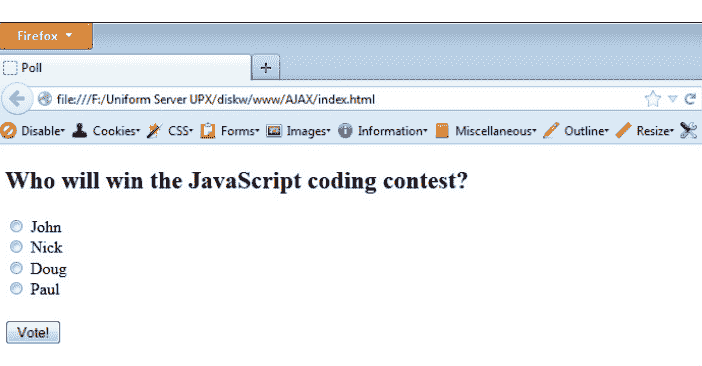 Firefox
Poll
file:///F:/Uniform Server UPX/diskw/www/AJAX/index.html
Disable Cookies CSS Forms Images Information Miscellaneous Outline Resize
Who will win the JavaScript coding contest?
John
Nick
Doug
Paul
Vote!